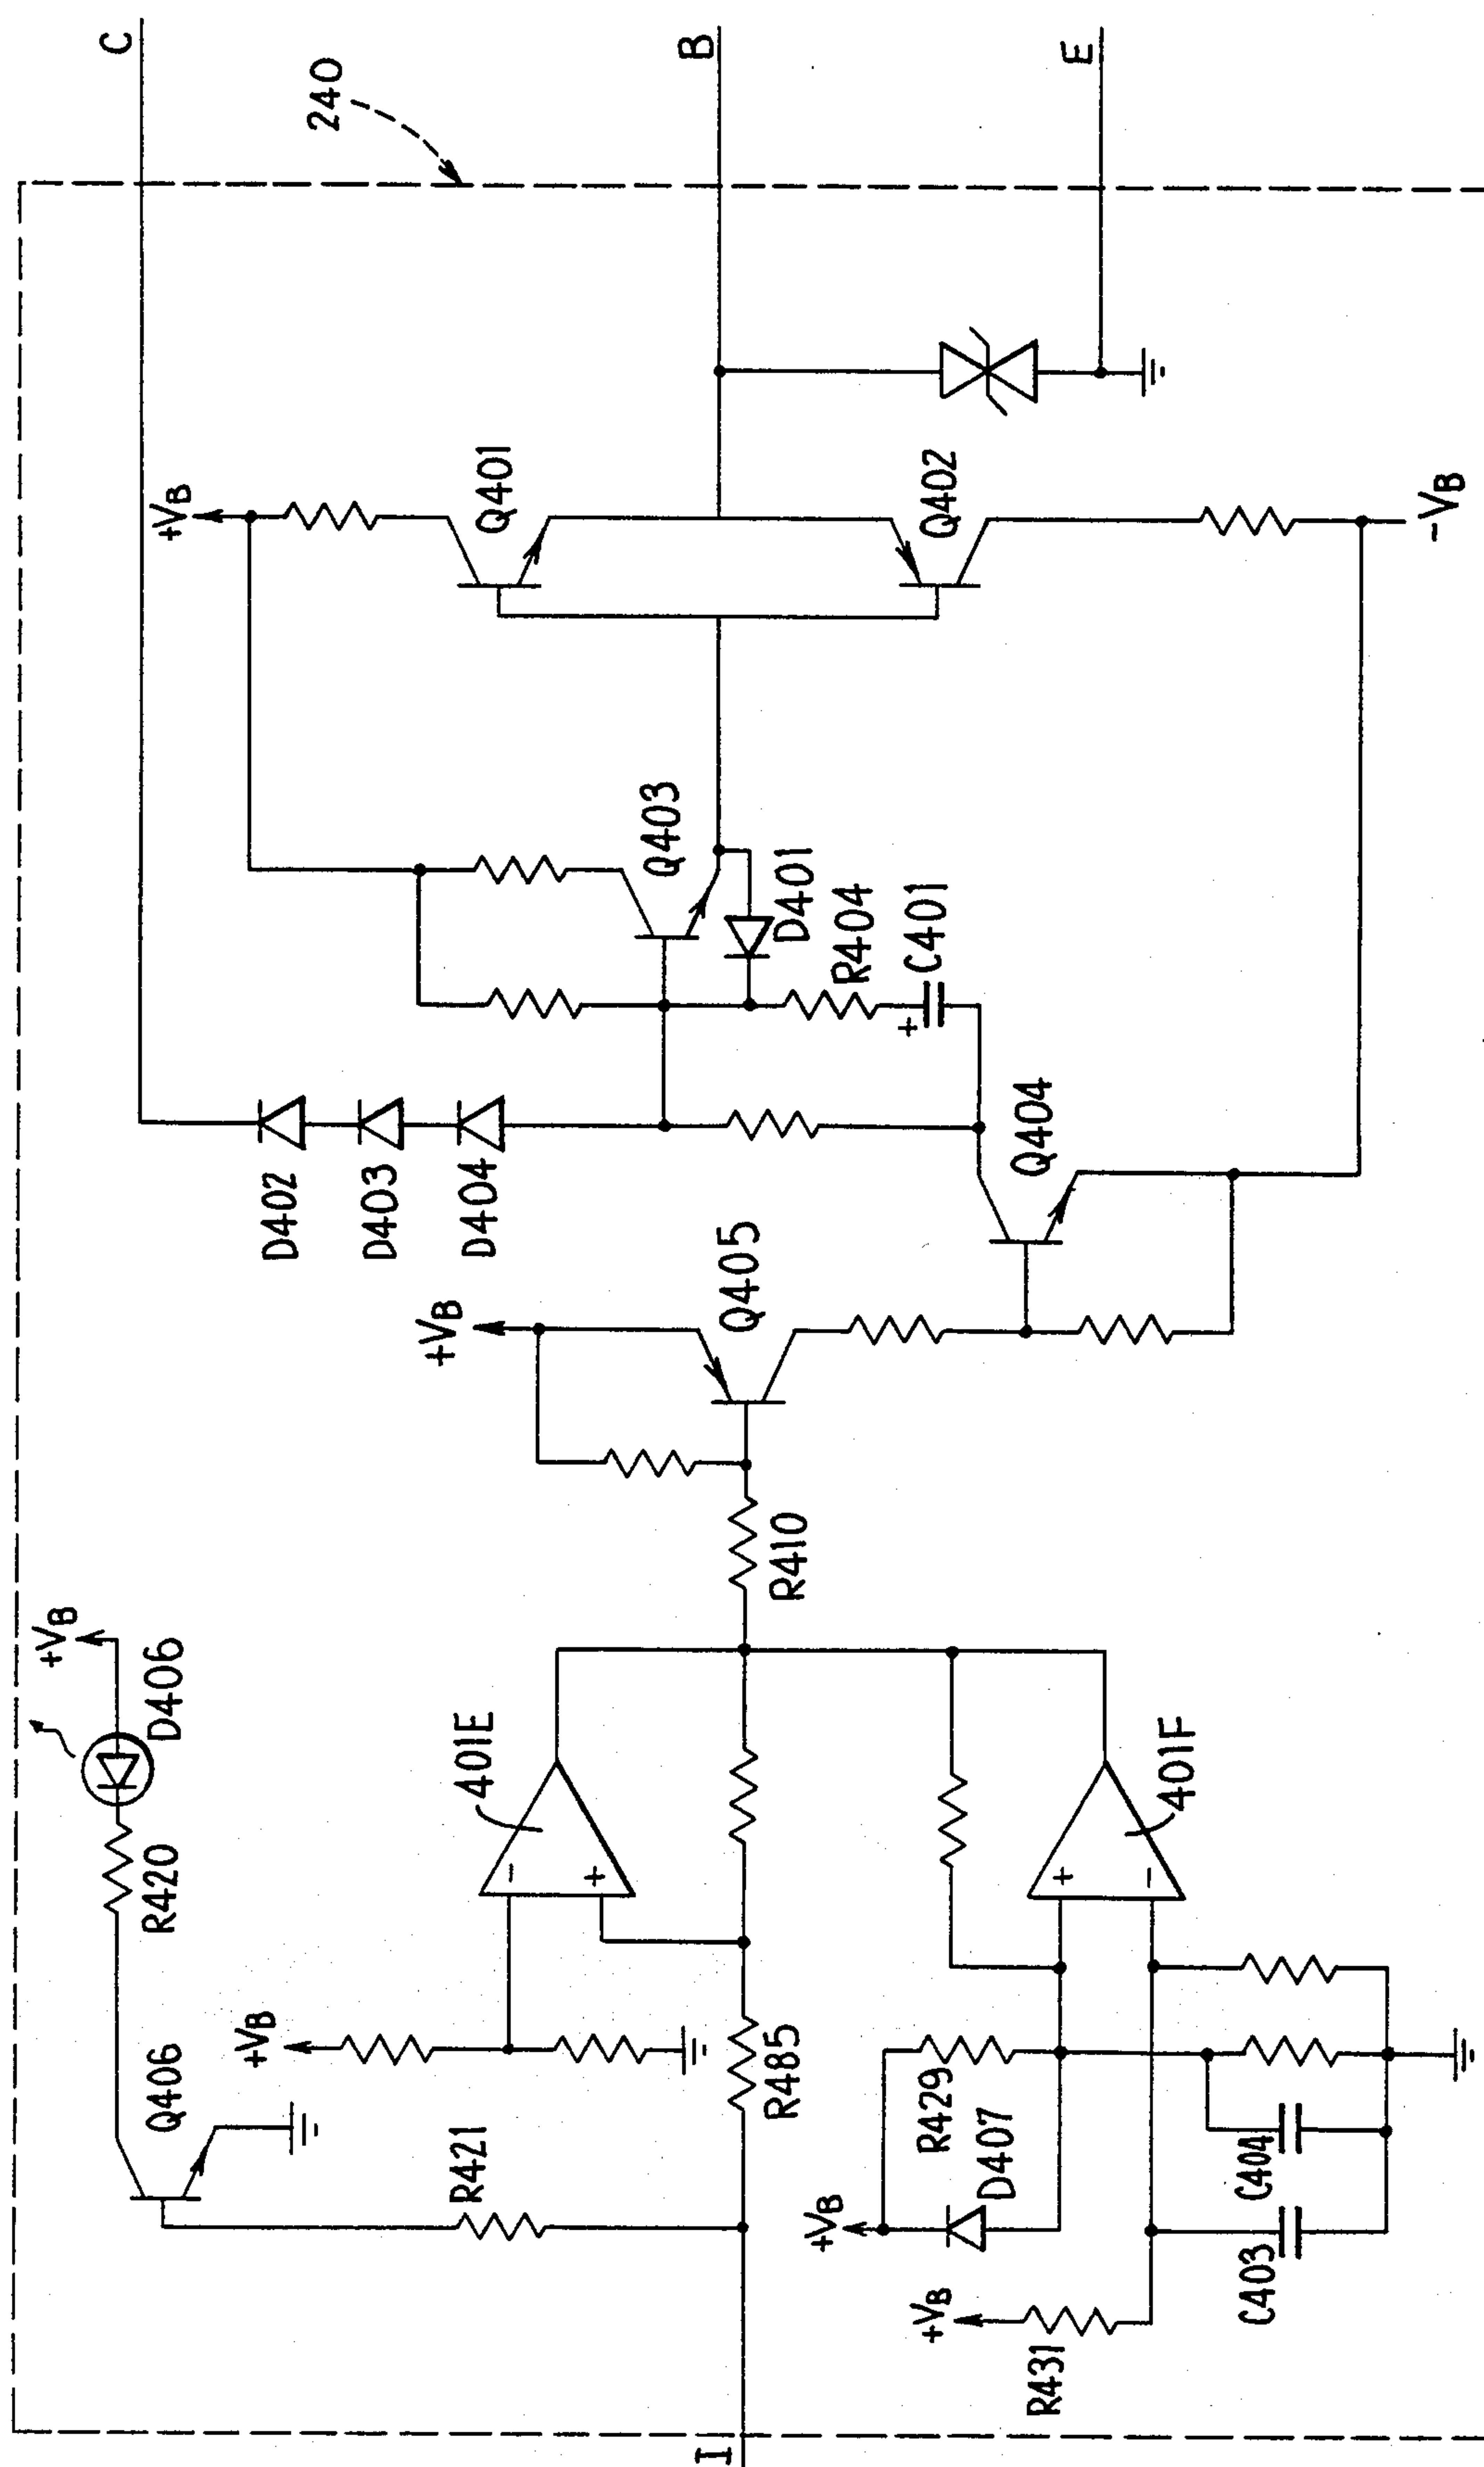 C
B
E
240
+VB
Q401
Q402
-VB
Q403
D401
R404
C401
+
D402
D403
D404
Q404
+VB
Q405
R410
+VB
D406
R420
401E
-
+
401F
+
-
Q406
+VB
R421
R485
+VB
R429
D407
C404
+VB
R431
C403
I